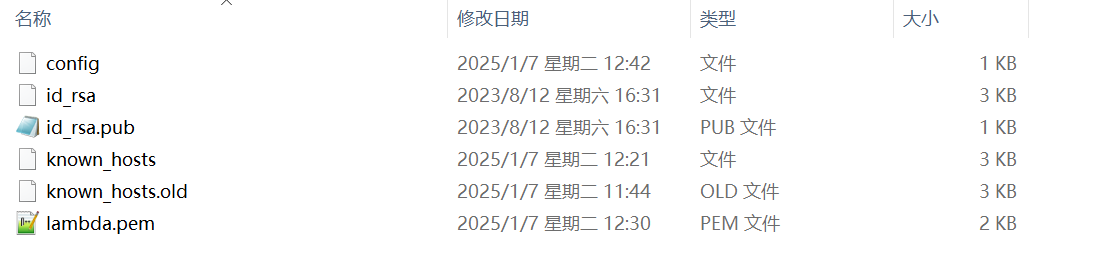 名称 修改日期 类型 大小
config 2025/1/7 星期二 12:42 文件 1 KB
id_rsa 2023/8/12 星期六 16:31 文件 3 KB
id_rsa.pub 2023/8/12 星期六 16:31 PUB 文件 1 KB
known_hosts 2025/1/7 星期二 12:21 文件 3 KB
known_hosts.old 2025/1/7 星期二 11:44 OLD 文件 3 KB
lambda.pem 2025/1/7 星期二 12:30 PEM 文件 2 KB